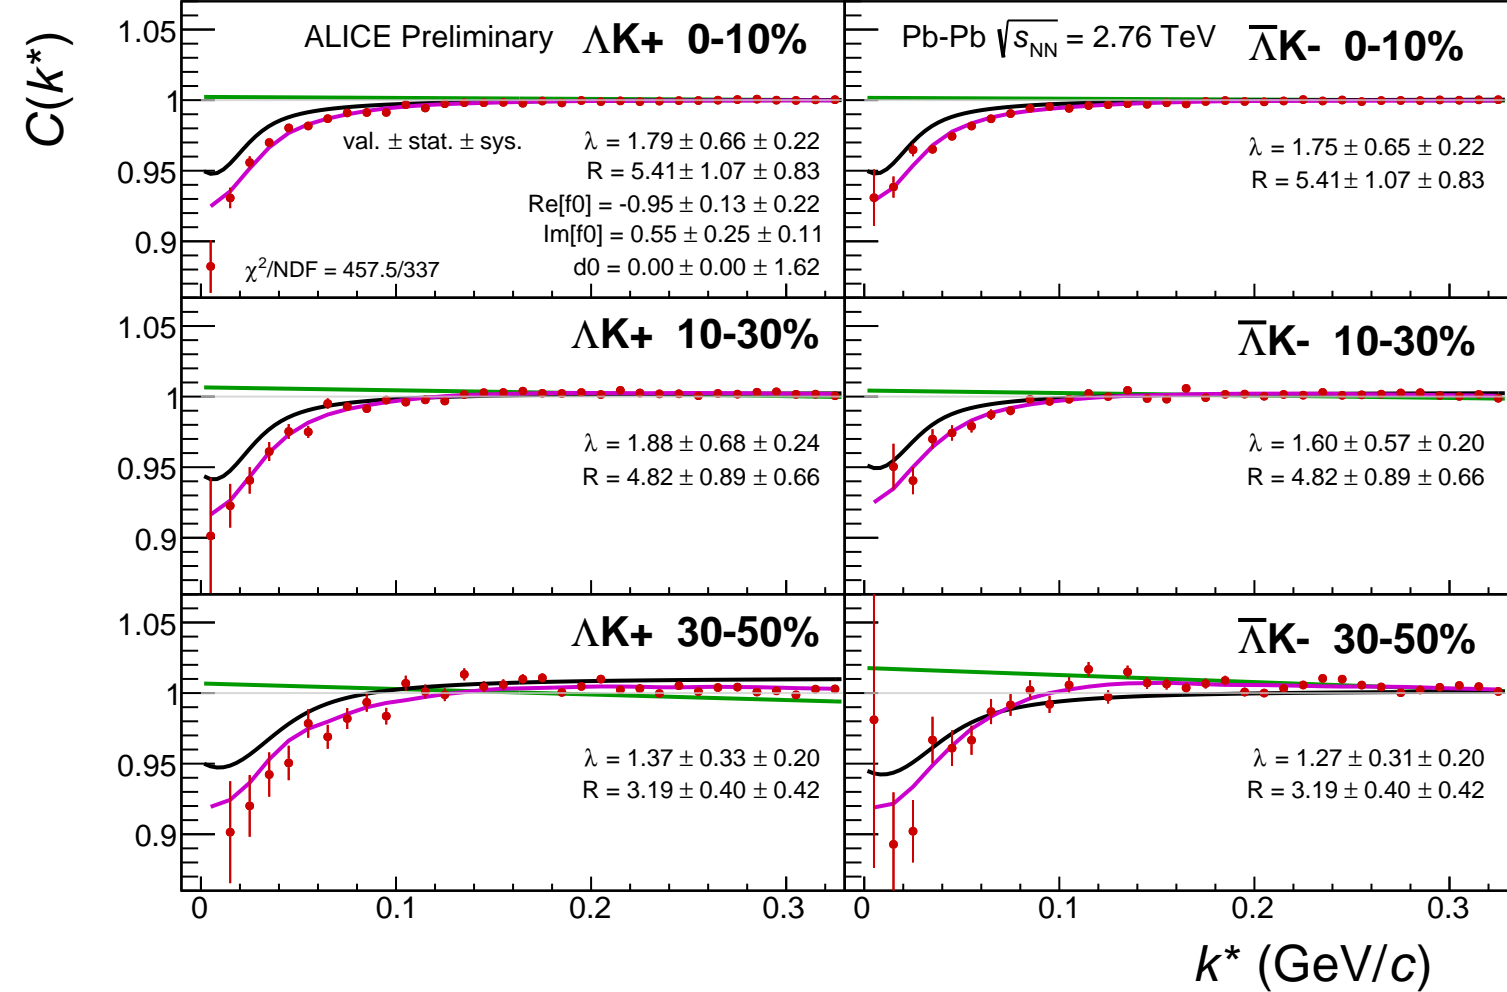 C(k*)
ALICE Preliminary ΛK+ 0-10%
1.05
1
0.95
0.9
val. ± stat. ± sys.
λ = 1.79 ± 0.66 ± 0.22
R = 5.41 ± 1.07 ± 0.83
Re[f0] = -0.95 ± 0.13 ± 0.22
Im[f0] = 0.55 ± 0.25 ± 0.11
d0 = 0.00 ± 0.00 ± 1.62
χ²/NDF = 457.5/337
Pb-Pb √s_NN = 2.76 TeV Λ̅K- 0-10%
λ = 1.75 ± 0.65 ± 0.22
R = 5.41 ± 1.07 ± 0.83
ΛK+ 10-30%
1.05
1
0.95
0.9
λ = 1.88 ± 0.68 ± 0.24
R = 4.82 ± 0.89 ± 0.66
Λ̅K- 10-30%
λ = 1.60 ± 0.57 ± 0.20
R = 4.82 ± 0.89 ± 0.66
ΛK+ 30-50%
1.05
1
0.95
0.9
λ = 1.37 ± 0.33 ± 0.20
R = 3.19 ± 0.40 ± 0.42
Λ̅K- 30-50%
λ = 1.27 ± 0.31 ± 0.20
R = 3.19 ± 0.40 ± 0.42
0 0.1 0.2 0.3
0 0.1 0.2 0.3
k* (GeV/c)